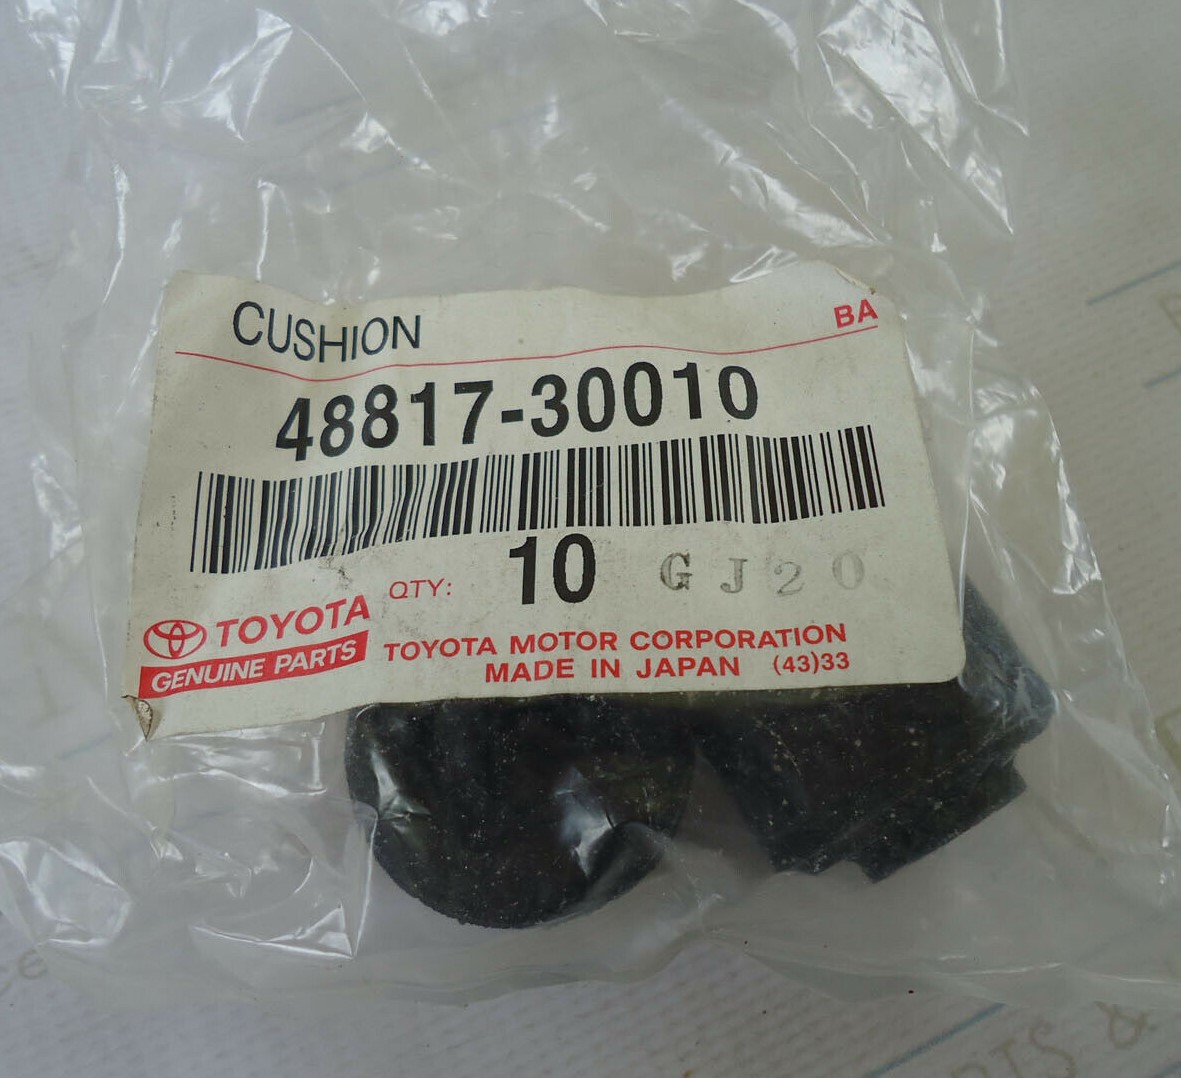 CUSHION
BA
48817-30010
QTY: 10 GJ20
TOYOTA
GENUINE PARTS
TOYOTA MOTOR CORPORATION
MADE IN JAPAN (43)33